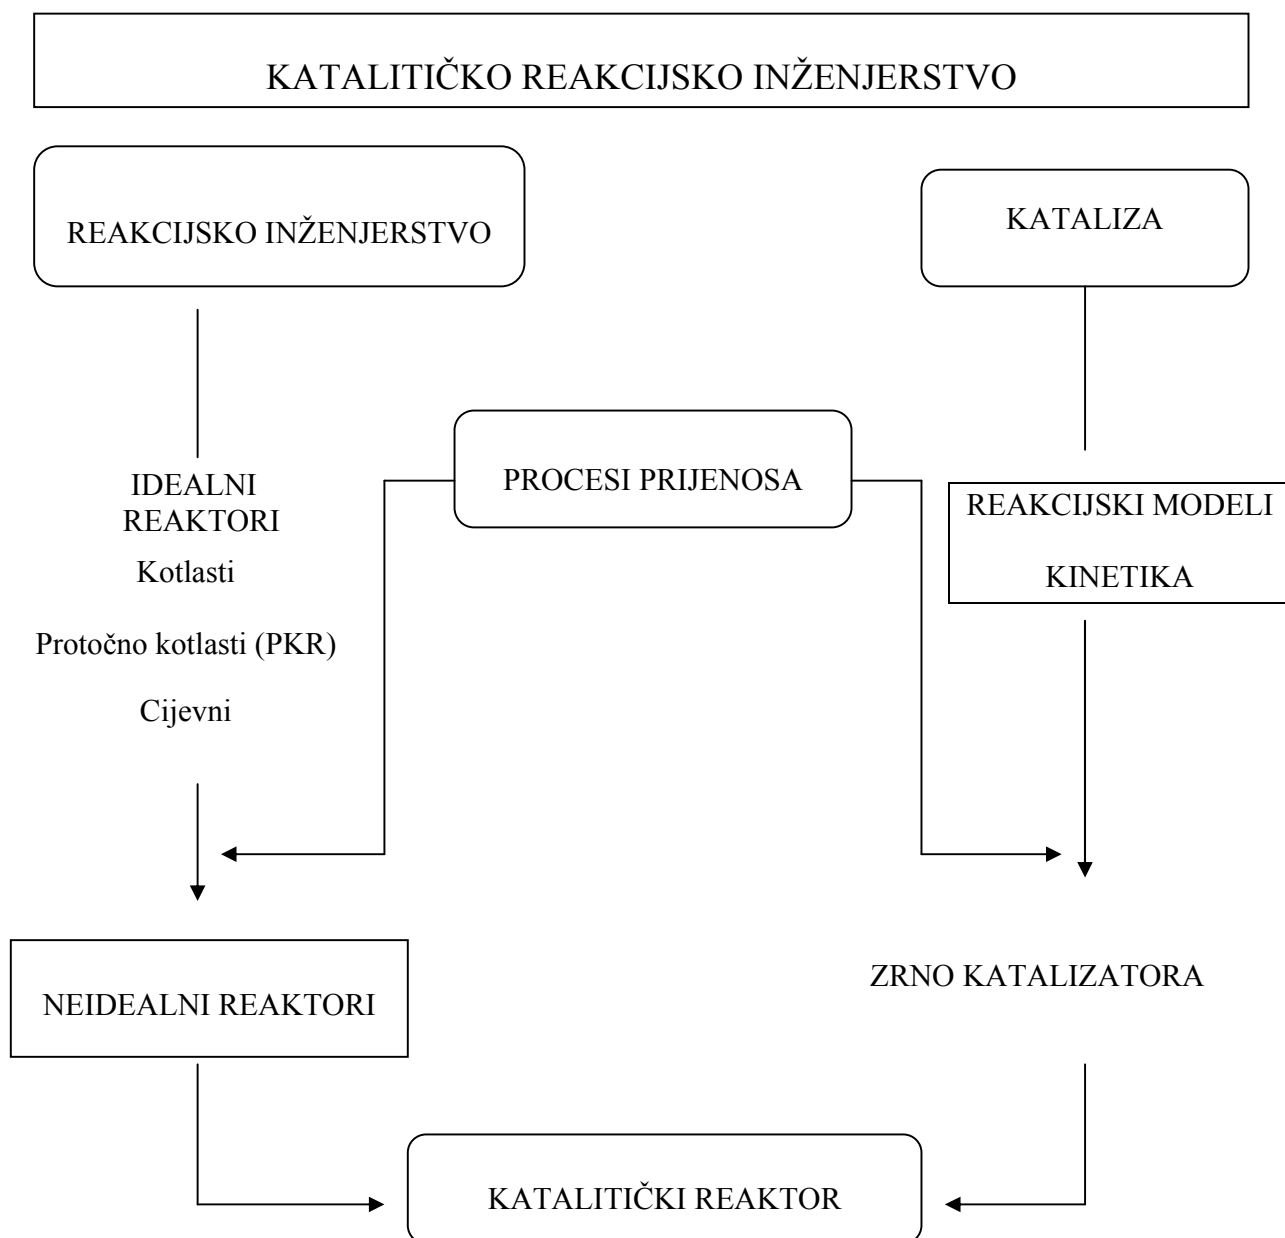 KATALITIČKO REAKCIJSKO INŽENJERSTVO
REAKCIJSKO INŽENJERSTVO
KATALIZA
PROCESI PRIJENOSA
IDEALNI
REAKTORI
Kotlasti
Protočno kotlasti (PKR)
Cijevni
REAKCIJSKI MODELI
KINETIKA
NEIDEALNI REAKTORI
ZRNO KATALIZATORA
KATALITIČKI REAKTOR